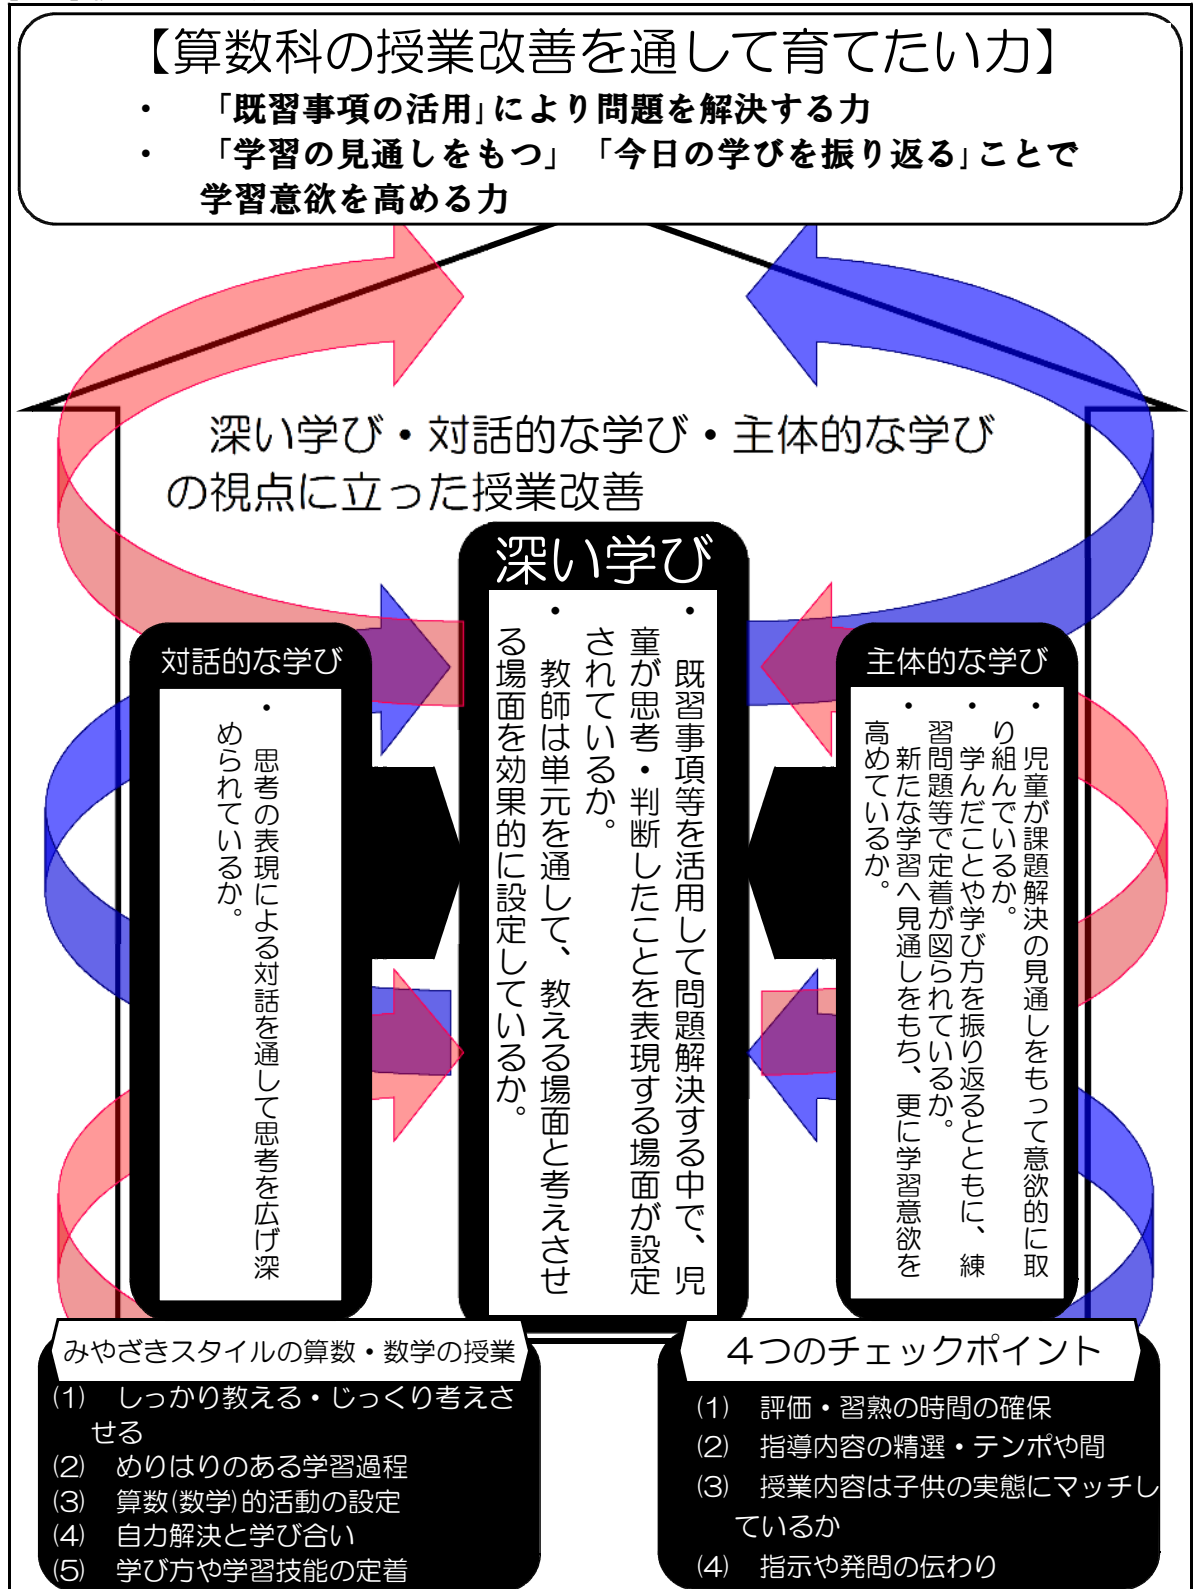 【算数科の授業改善を通して育てたい力】
・　「既習事項の活用」により問題を解決する力
・　「学習の見通しをもつ」「今日の学びを振り返る」ことで
学習意欲を高める力
深い学び・対話的な学び・主体的な学び
の視点に立った授業改善
対話的な学び
・　思考の表現による対話を通して思考を広げ深
められているか。
深い学び
・　既習事項等を活用して問題解決する中で、児
童が思考・判断したことを表現する場面が設定
されているか。
・　教師は単元を通して、教える場面と考えさせ
る場面を効果的に設定しているか。
主体的な学び
・　児童が課題解決の見通しをもって意欲的に取
り組んでいるか。
・　学んだことや学び方を振り返るとともに、練
習問題等で定着が図られているか。
・　新たな学習へ見通しをもち、更に学習意欲を
高めているか。
みやざきスタイルの算数・数学の授業
(1)　しっかり教える・じっくり考えさ
せる
(2)　めりはりのある学習過程
(3)　算数(数学)的活動の設定
(4)　自力解決と学び合い
(5)　学び方や学習技能の定着
４つのチェックポイント
(1)　評価・習熟の時間の確保
(2)　指導内容の精選・テンポや間
(3)　授業内容は子供の実態にマッチし
ているか
(4)　指示や発問の伝わり